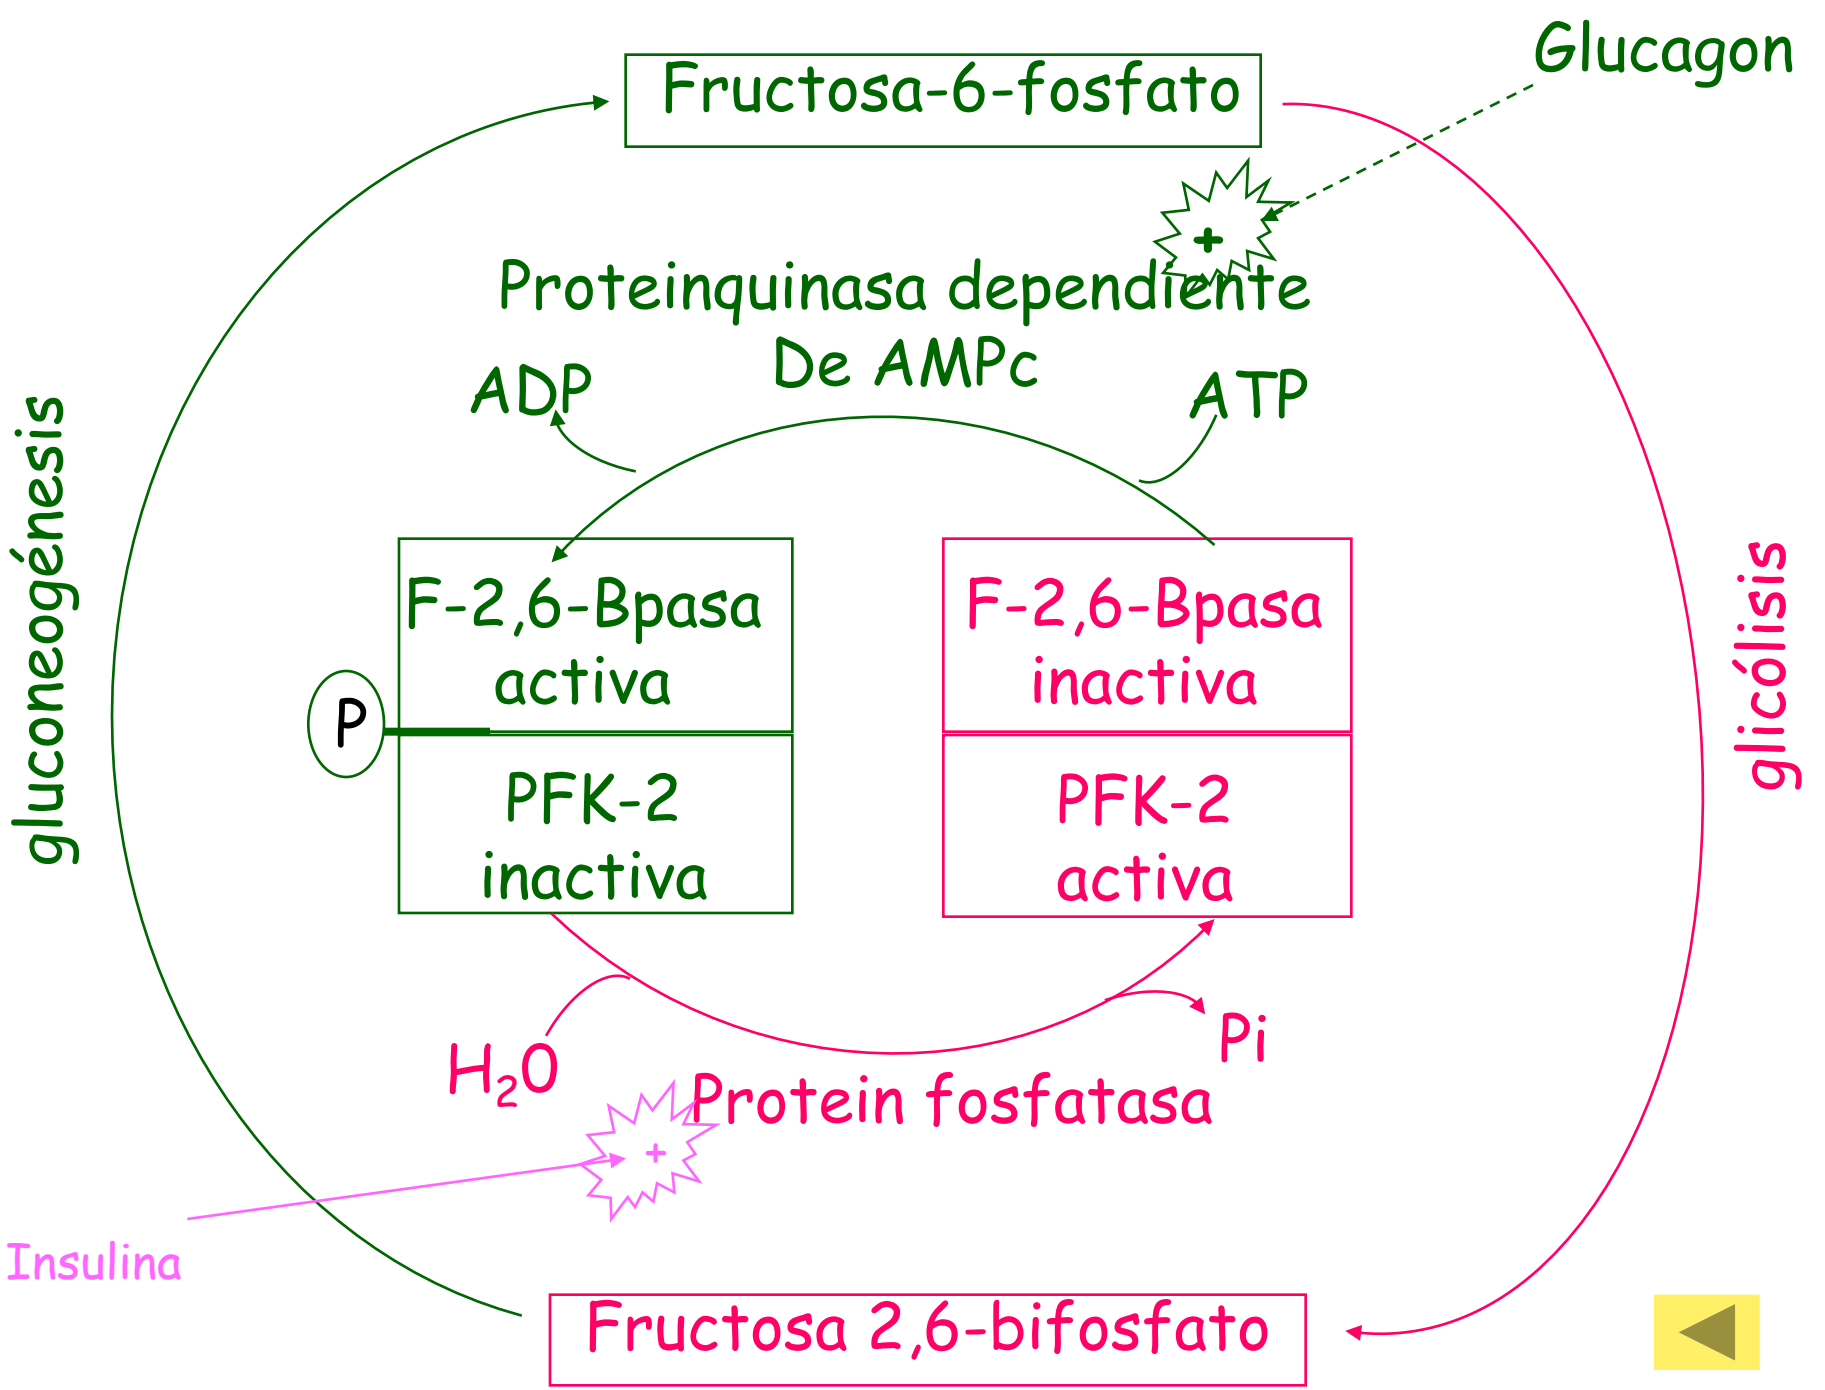 Glucagon
Fructosa-6-fosfato
+
Proteinquinasa dependiente
De AMPc
ADP
ATP
gluconeogénesis
glicólisis
F-2,6-Bpasa
activa
F-2,6-Bpasa
inactiva
P
PFK-2
inactiva
PFK-2
activa
H₂O
Pi
Protein fosfatasa
+
Insulina
Fructosa 2,6-bifosfato